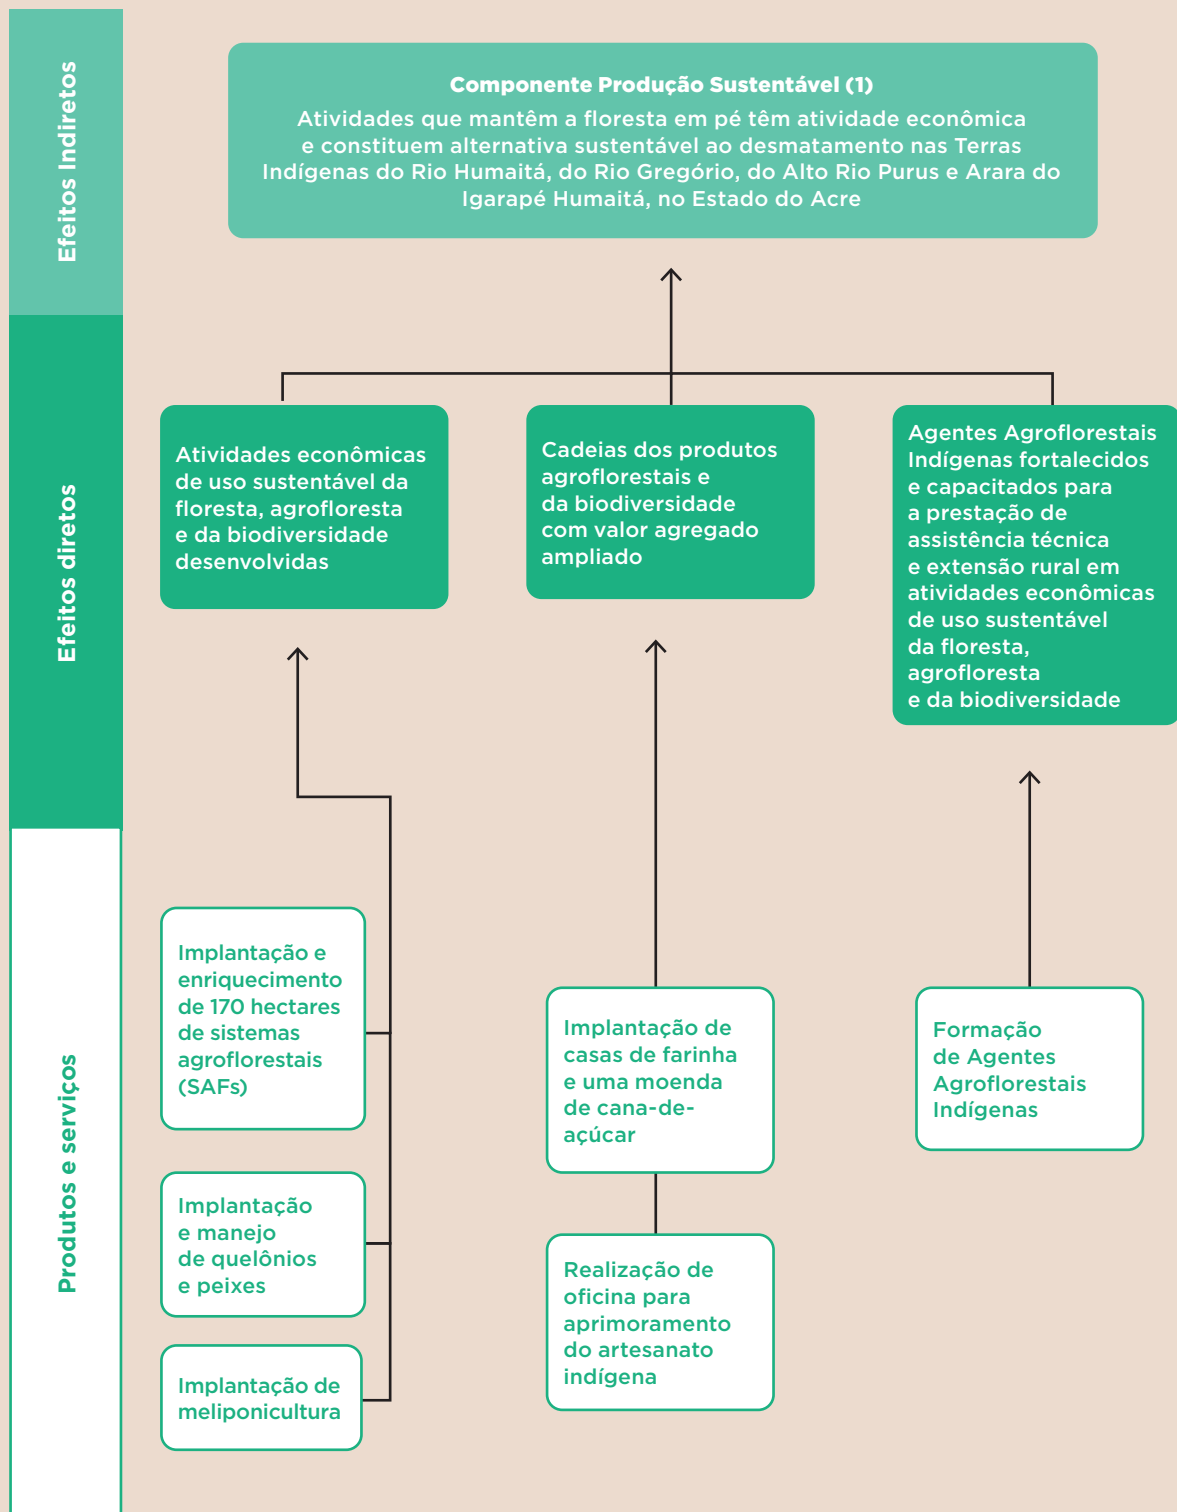 Efeitos Indiretos
Componente Produção Sustentável (1)
Atividades que mantêm a floresta em pé têm atividade econômica
e constituem alternativa sustentável ao desmatamento nas Terras
Indígenas do Rio Humaitá, do Rio Gregório, do Alto Rio Purus e Arara do
Igarapé Humaitá, no Estado do Acre
Efeitos diretos
Atividades econômicas
de uso sustentável da
floresta, agrofloresta
e da biodiversidade
desenvolvidas
Cadeias dos produtos
agroflorestais e
da biodiversidade
com valor agregado
ampliado
Agentes Agroflorestais
Indígenas fortalecidos
e capacitados para
a prestação de
assistência técnica
e extensão rural em
atividades econômicas
de uso sustentável
da floresta,
agrofloresta
e da biodiversidade
Produtos e serviços
Implantação e
enriquecimento
de 170 hectares
de sistemas
agroflorestais
(SAFs)
Implantação
e manejo
de quelônios
e peixes
Implantação de
meliponicultura
Implantação de
casas de farinha
e uma moenda
de cana-de-
açúcar
Realização de
oficina para
aprimoramento
do artesanato
indígena
Formação
de Agentes
Agroflorestais
Indígenas